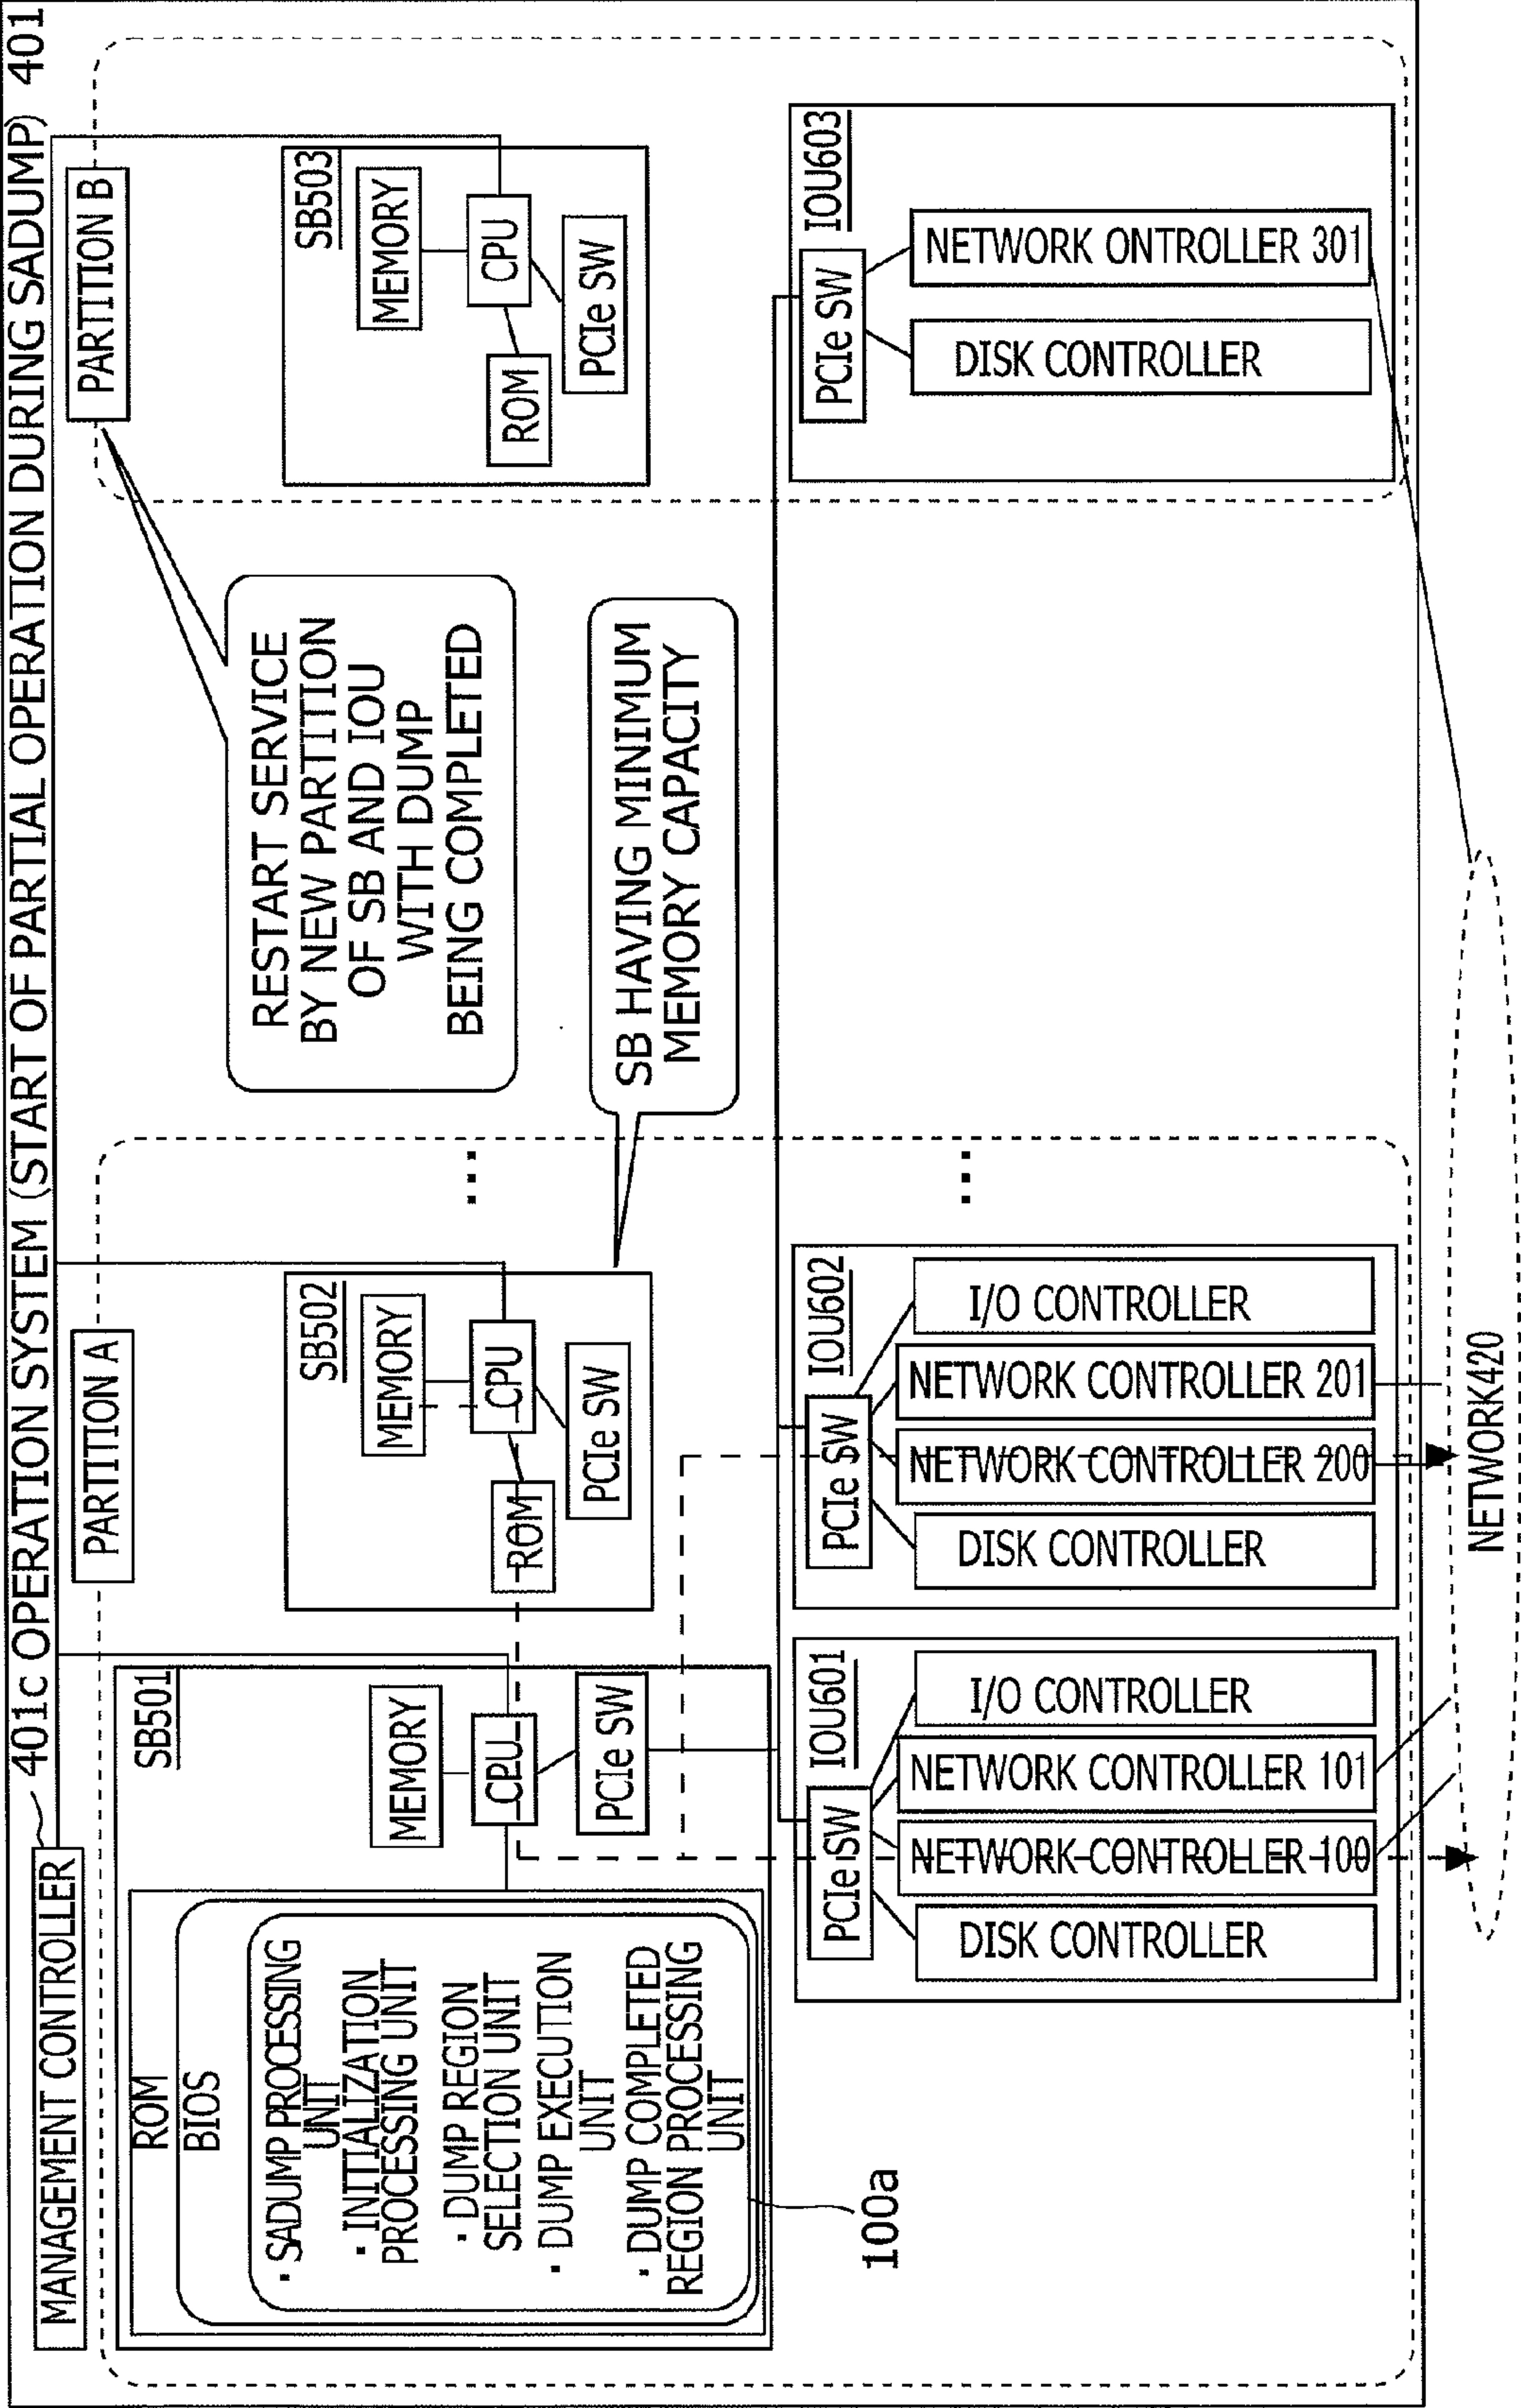 401c OPERATION SYSTEM (START OF PARTIAL OPERATION DURING SADUMP) 401
MANAGEMENT CONTROLLER
PARTITION A
PARTITION B
SB501
ROM
BIOS
· SADUMP PROCESSING
UNIT
· INITIALIZATION
PROCESSING UNIT
· DUMP REGION
SELECTION UNIT
· DUMP EXECUTION
UNIT
· DUMP COMPLETED
REGION PROCESSING
UNIT
100a
MEMORY
CPU
PCIe SW
SB502
MEMORY
CPU
ROM
PCIe SW
...
RESTART SERVICE
BY NEW PARTITION
OF SB AND IOU
WITH DUMP
BEING COMPLETED
SB HAVING MINIMUM
MEMORY CAPACITY
SB503
MEMORY
CPU
ROM
PCIe SW
IOU601
PCIe SW
I/O CONTROLLER
NETWORK CONTROLLER 101
NETWORK CONTROLLER 100
DISK CONTROLLER
IOU602
PCIe SW
I/O CONTROLLER
NETWORK CONTROLLER 201
NETWORK CONTROLLER 200
DISK CONTROLLER
...
IOU603
PCIe SW
NETWORK ONTROLLER 301
DISK CONTROLLER
NETWORK420